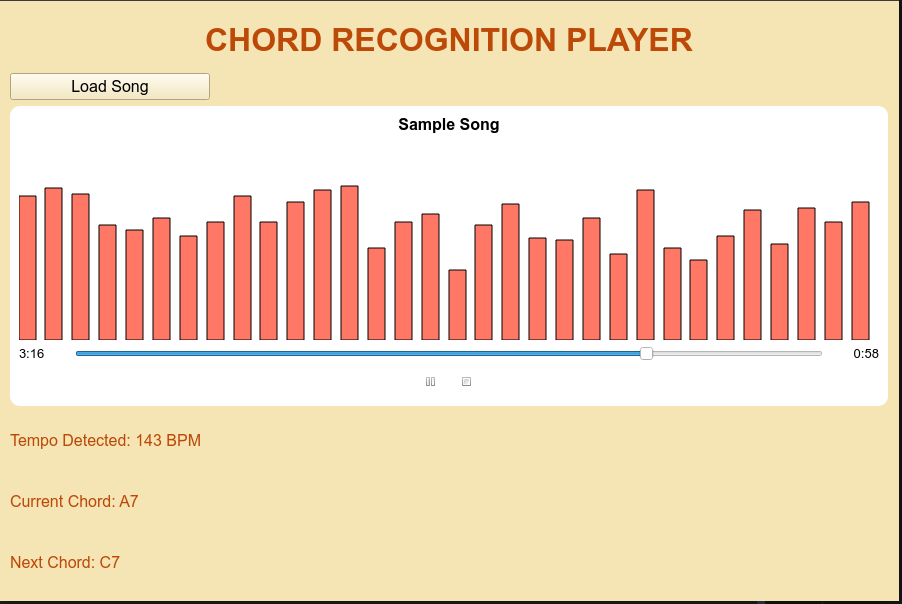 CHORD RECOGNITION PLAYER
Load Song
Sample Song
3:16
0:58
Tempo Detected: 143 BPM
Current Chord: A7
Next Chord: C7